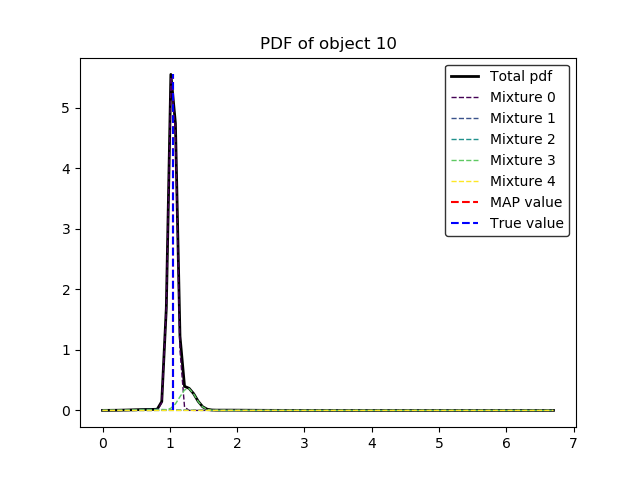 PDF of object 10
Total pdf
Mixture 0
Mixture 1
Mixture 2
Mixture 3
Mixture 4
MAP value
True value
5
4
3
2
1
0
0 1 2 3 4 5 6 7